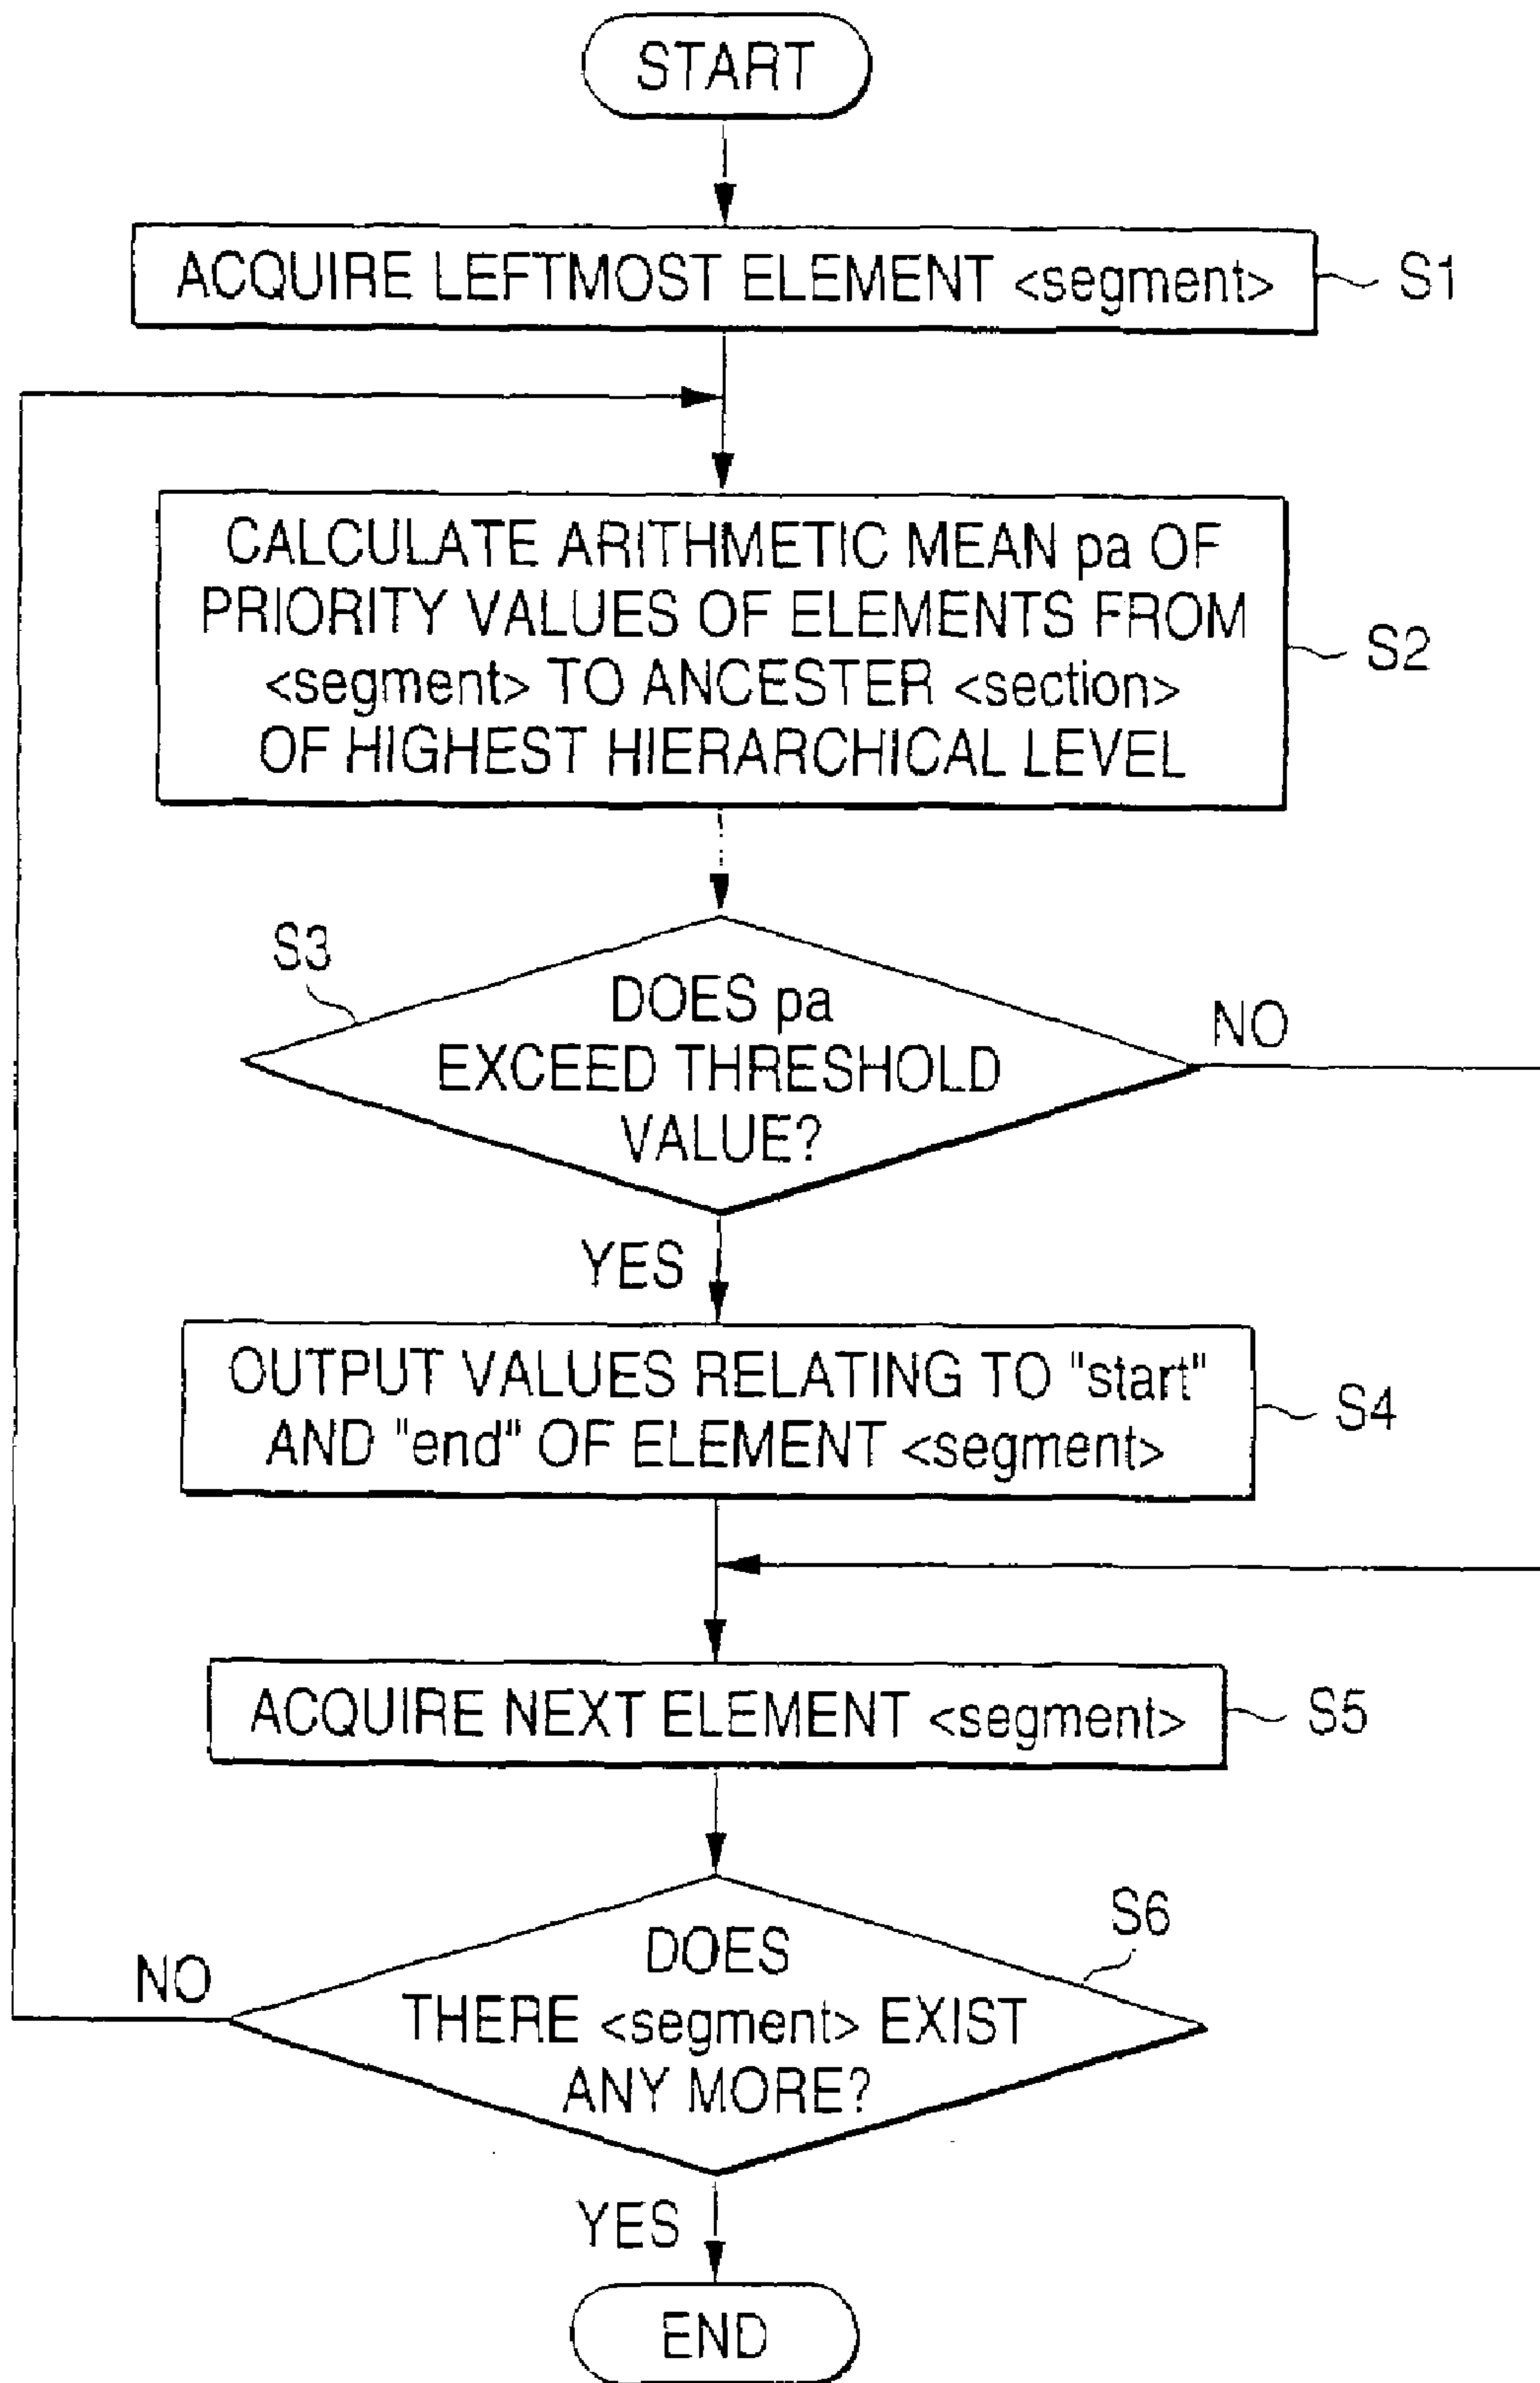 START
ACQUIRE LEFTMOST ELEMENT <segment>
S1
CALCULATE ARITHMETIC MEAN pa OF
PRIORITY VALUES OF ELEMENTS FROM
<segment> TO ANCESTER <section>
OF HIGHEST HIERARCHICAL LEVEL
S2
S3
DOES pa
EXCEED THRESHOLD
VALUE?
NO
YES
OUTPUT VALUES RELATING TO "start"
AND "end" OF ELEMENT <segment>
S4
ACQUIRE NEXT ELEMENT <segment>
S5
S6
DOES
THERE <segment> EXIST
ANY MORE?
NO
YES
END